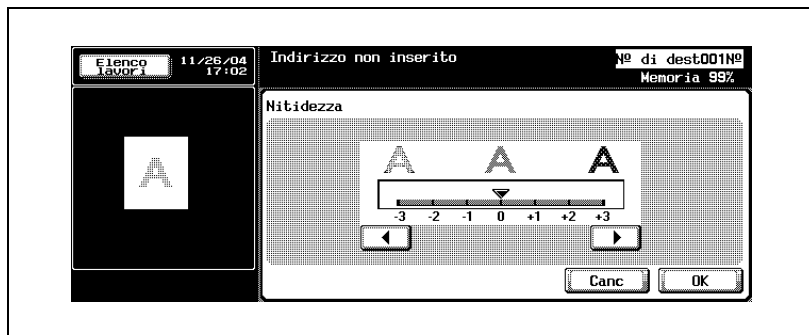 Elenco lavori
11/26/04
17:02
Indirizzo non inserito
Nº di dest001Nº
Memoria 99%
Nitidezza
A
A A A
-3 -2 -1 0 +1 +2 +3
Canc OK